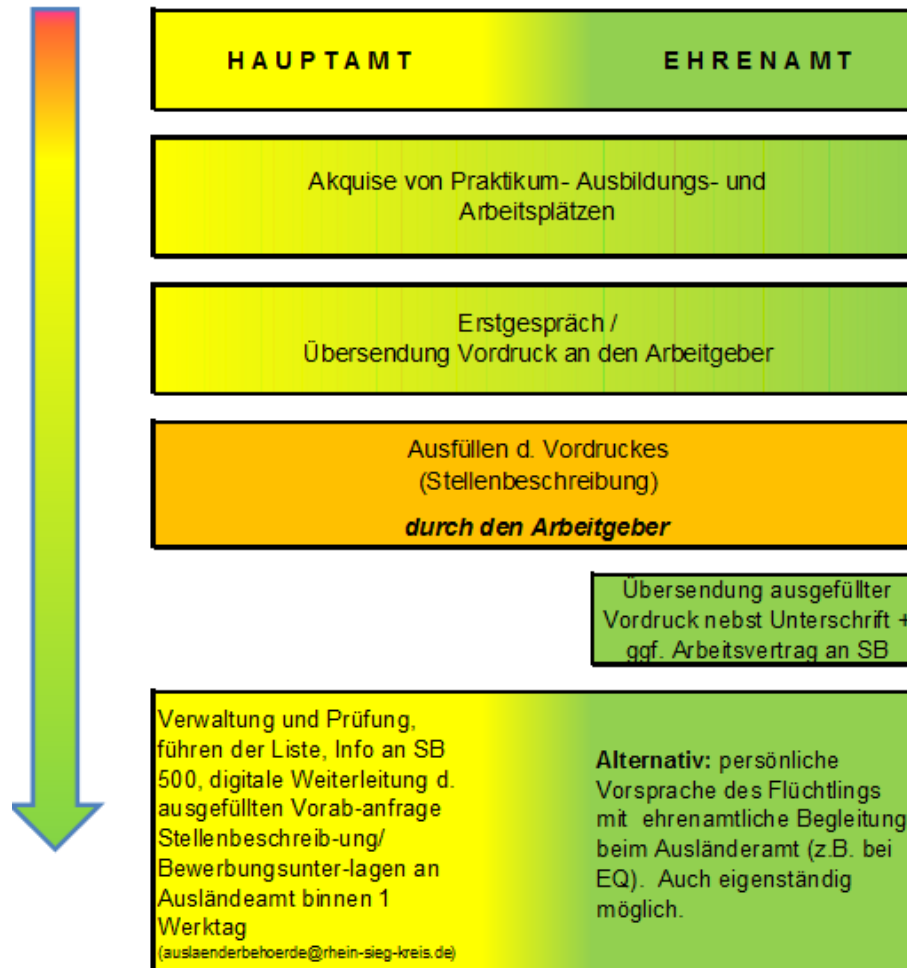 HAUPTAMT EHRENAMT
Akquise von Praktikum- Ausbildungs- und
Arbeitsplätzen
Erstgespräch /
Übersendung Vordruck an den Arbeitgeber
Ausfüllen d. Vordruckes
(Stellenbeschreibung)
durch den Arbeitgeber
Übersendung ausgefüllter
Vordruck nebst Unterschrift +
ggf. Arbeitsvertrag an SB
Verwaltung und Prüfung,
führen der Liste, Info an SB
500, digitale Weiterleitung d.
ausgefüllten Vorab-anfrage
Stellenbeschreib-ung/
Bewerbungsunter-lagen an
Ausländeamt binnen 1
Werktag
(auslaenderbehoerde@rhein-sieg-kreis.de)
Alternativ: persönliche
Vorsprache des Flüchtlings
mit ehrenamtliche Begleitung
beim Ausländeramt (z.B. bei
EQ). Auch eigenständig
möglich.